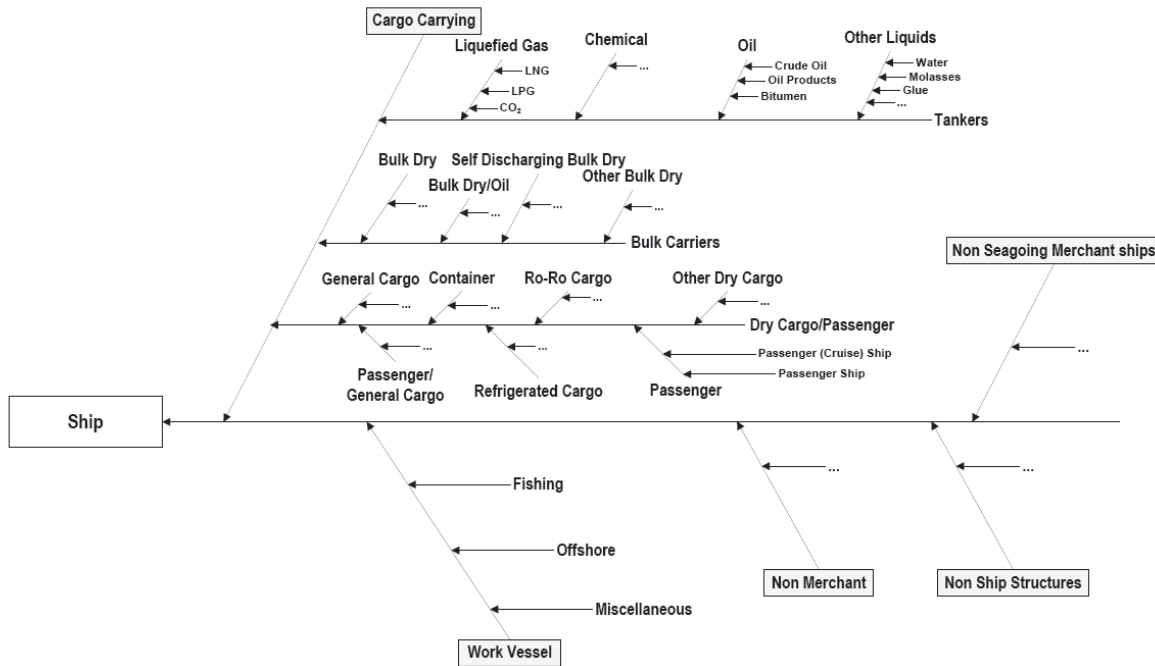 Cargo Carrying
Liquefied Gas
Chemical
Oil
Other Liquids
LNG
LPG
CO₂
...
Crude Oil
Oil Products
Bitumen
Water
Molasses
Glue
...
Tankers
Bulk Dry
Bulk Dry/Oil
Self Discharging Bulk Dry
Other Bulk Dry
...
...
...
...
Bulk Carriers
Non Seagoing Merchant ships
...
General Cargo
Container
Ro-Ro Cargo
Other Dry Cargo
...
...
...
...
Dry Cargo/Passenger
...
...
Passenger (Cruise) Ship
Passenger Ship
Passenger/
General Cargo
Refrigerated Cargo
Passenger
Ship
Fishing
Offshore
Miscellaneous
Work Vessel
...
Non Merchant
...
Non Ship Structures